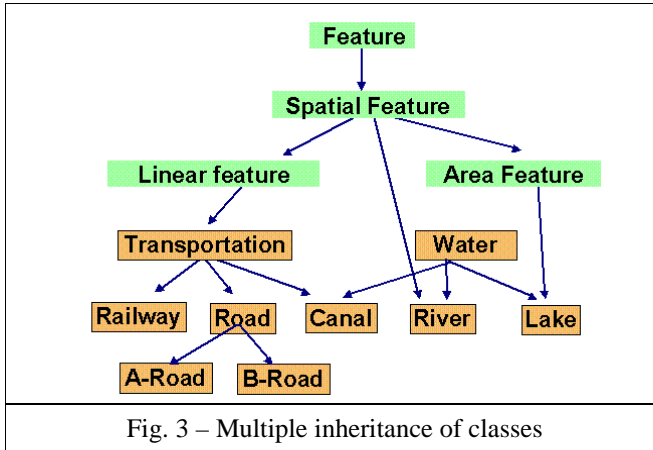 Feature
Spatial Feature
Linear feature
Area Feature
Transportation
Water
Railway
Road
Canal
River
Lake
A-Road
B-Road
Fig. 3 – Multiple inheritance of classes